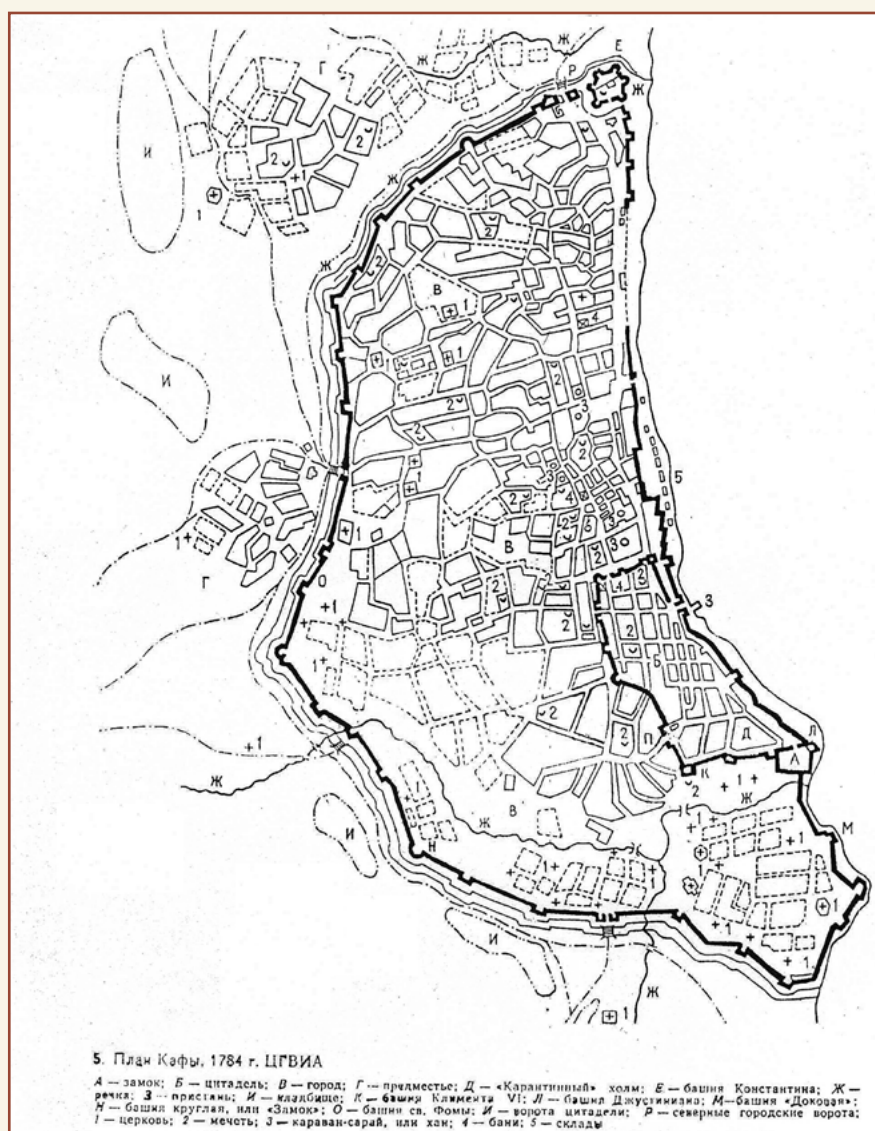 5. План Кафы, 1784 г. ЦГВИА
А — замок; Б — цитадель; В — город; Г — предместье; Д — «Карантинный» холм; Е — башня Константина; Ж —
речка; З — пристань; И — кладбище; К — башня Климента VI; Л — башня Джустиниано; М — башня «Доковая»;
Н — башня круглая, или «Замок»; О — башня св. Фомы; И — ворота цитадели; Р — северные городские ворота;
1 — церковь; 2 — мечеть; 3 — караван-сарай, или хан; 4 — бани; 5 — склады